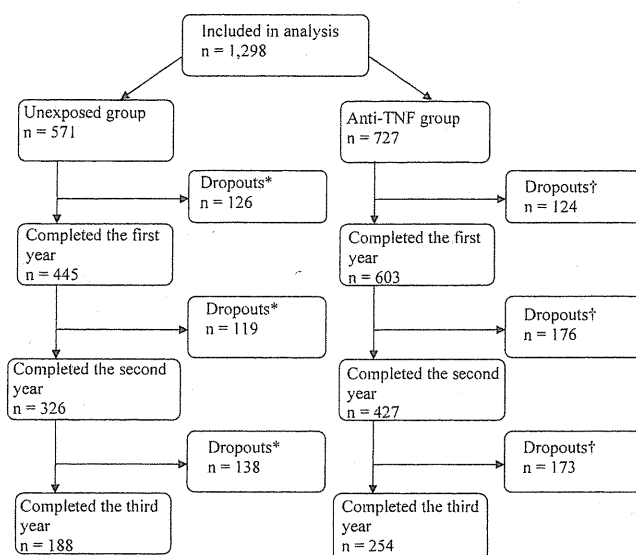 Included in analysis
n = 1,298
Unexposed group
n = 571
Anti-TNF group
n = 727
Dropouts*
n = 126
Dropouts†
n = 124
Completed the first
year
n = 445
Completed the first
year
n = 603
Dropouts*
n = 119
Dropouts†
n = 176
Completed the second
year
n = 326
Completed the second
year
n = 427
Dropouts*
n = 138
Dropouts†
n = 173
Completed the third
year
n = 188
Completed the third
year
n = 254